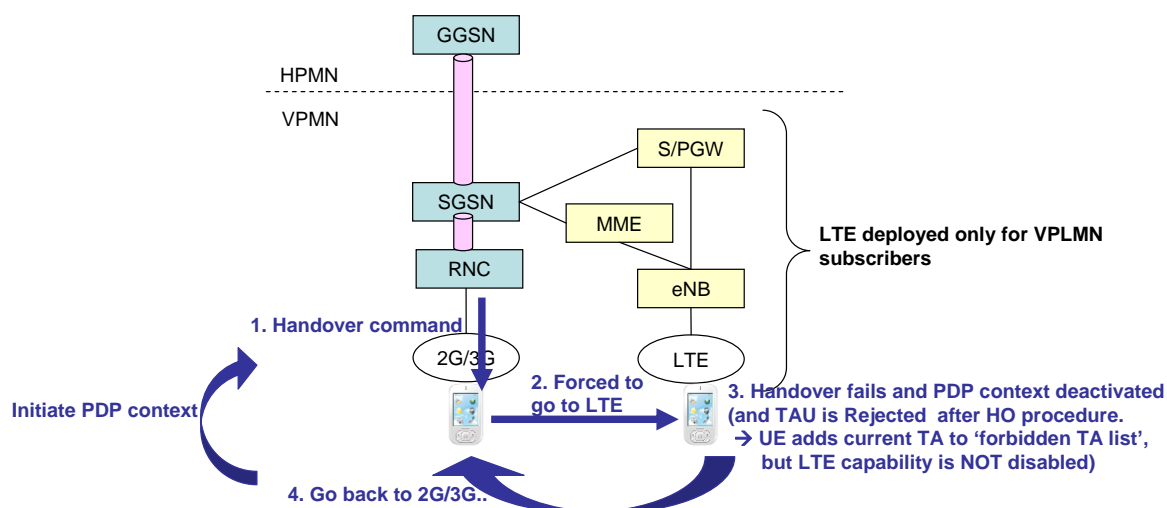 GGSN
HPMN
VPMN
S/PGW
SGSN
MME
LTE deployed only for VPLMN
subscribers
RNC
eNB
1. Handover command
2G/3G
LTE
2. Forced to
go to LTE
3. Handover fails and PDP context deactivated
(and TAU is Rejected after HO procedure.
→ UE adds current TA to ‘forbidden TA list’,
but LTE capability is NOT disabled)
Initiate PDP context
4. Go back to 2G/3G..